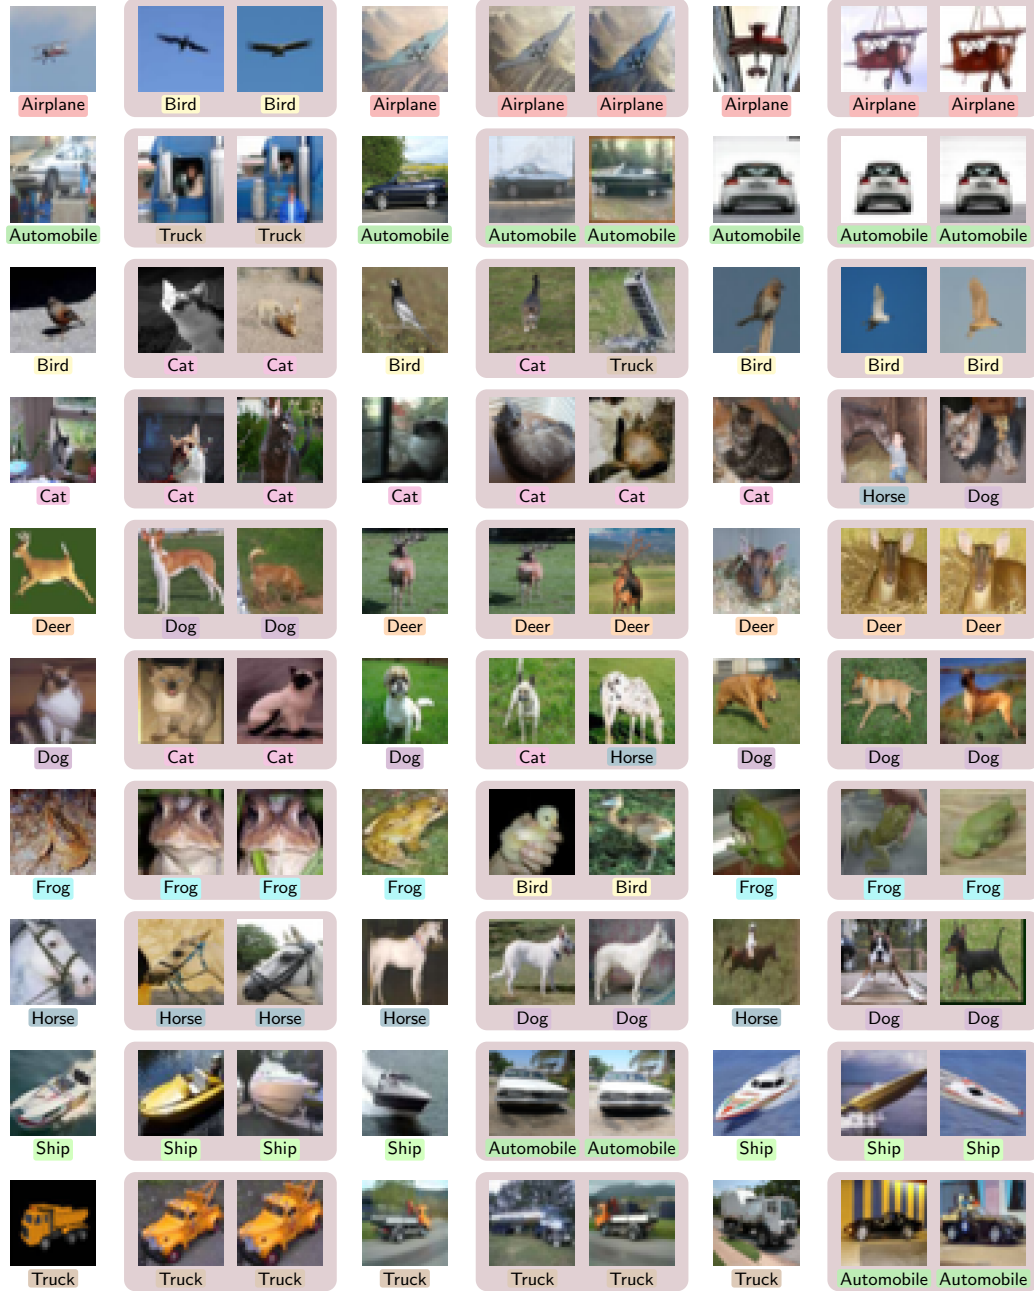 Airplane Bird Bird Airplane Airplane Airplane Airplane Airplane Airplane
Automobile Truck Truck Automobile Automobile Automobile Automobile Automobile Automobile
Bird Cat Cat Bird Cat Truck Bird Bird Bird
Cat Cat Cat Cat Cat Cat Cat Horse Dog
Deer Dog Dog Deer Deer Deer Deer Deer Deer
Dog Cat Cat Dog Cat Horse Dog Dog Dog
Frog Frog Frog Frog Bird Bird Frog Frog Frog
Horse Horse Horse Horse Dog Dog Horse Dog Dog
Ship Ship Ship Ship Automobile Automobile Ship Ship Ship
Truck Truck Truck Truck Truck Truck Truck Automobile Automobile